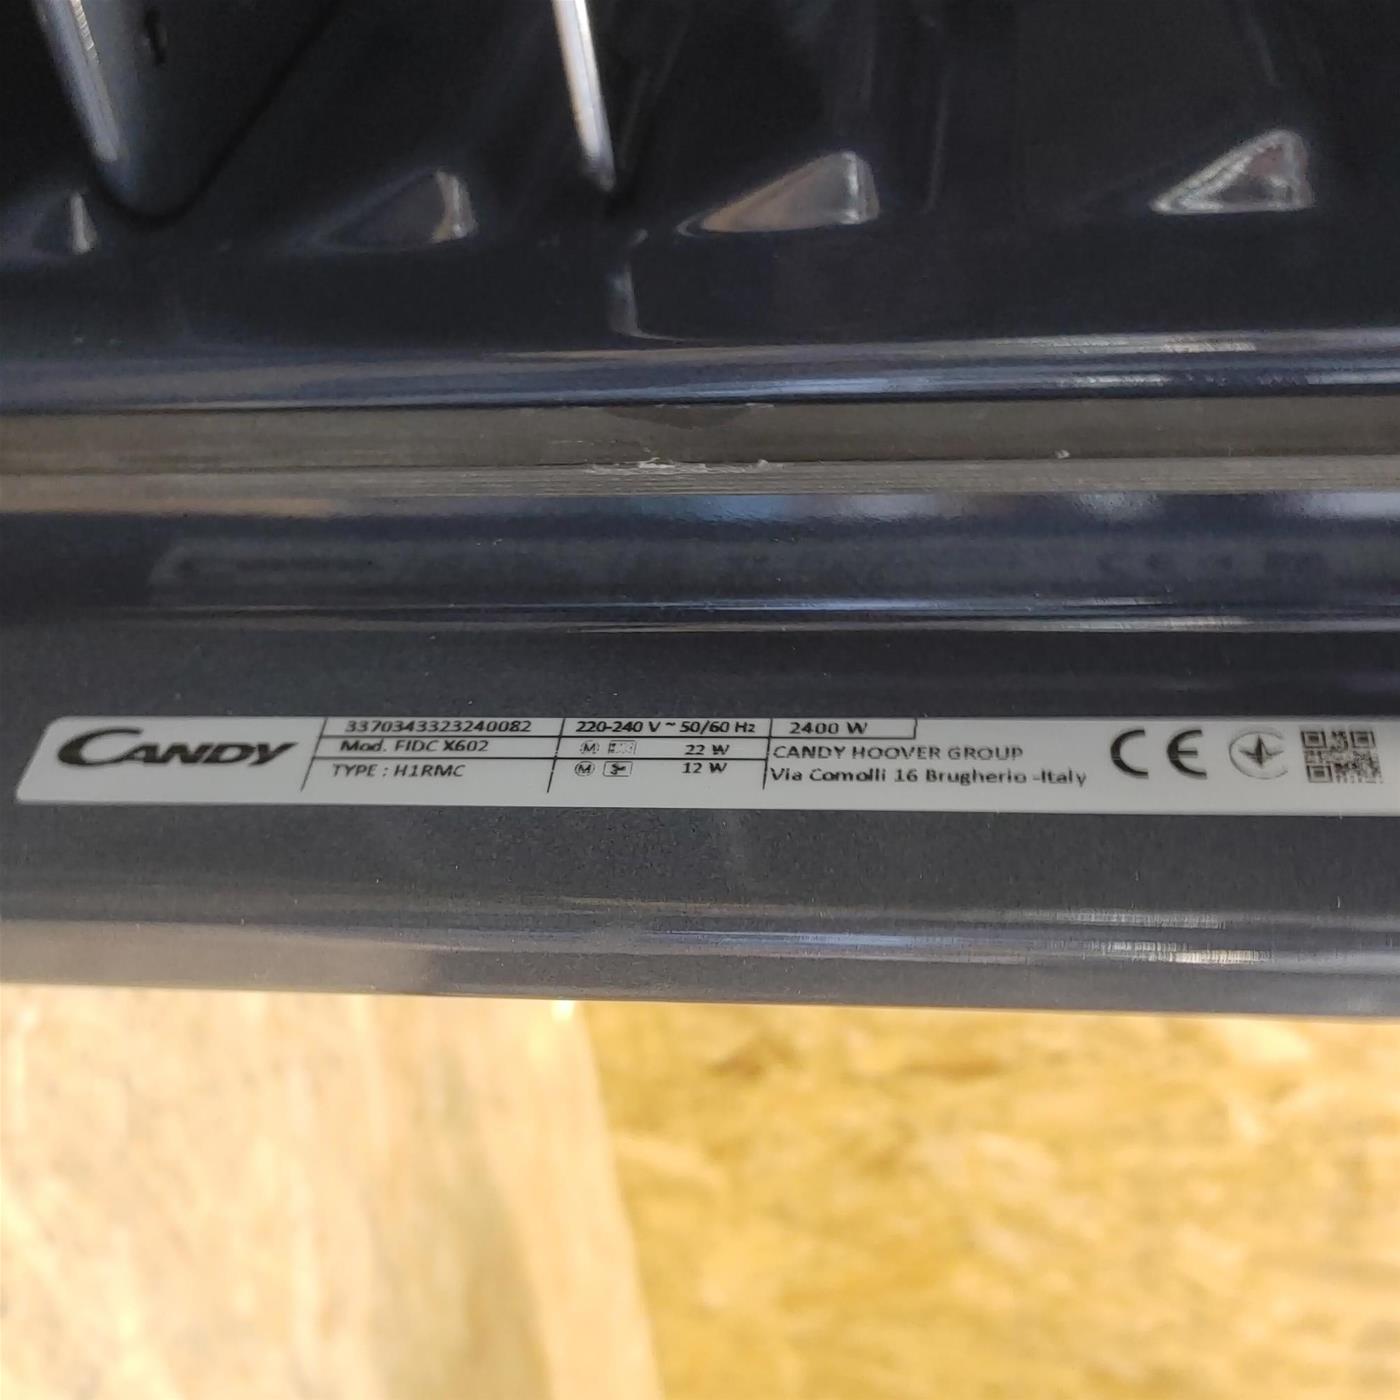 CANDY
3370343323240082
Mod. FIDC X602
TYPE : H1RMC
220-240 V ~ 50/60 Hz
M 22 W
M 12 W
2400 W
CANDY HOOVER GROUP
Via Comolli 16 Brugherio -Italy
CE